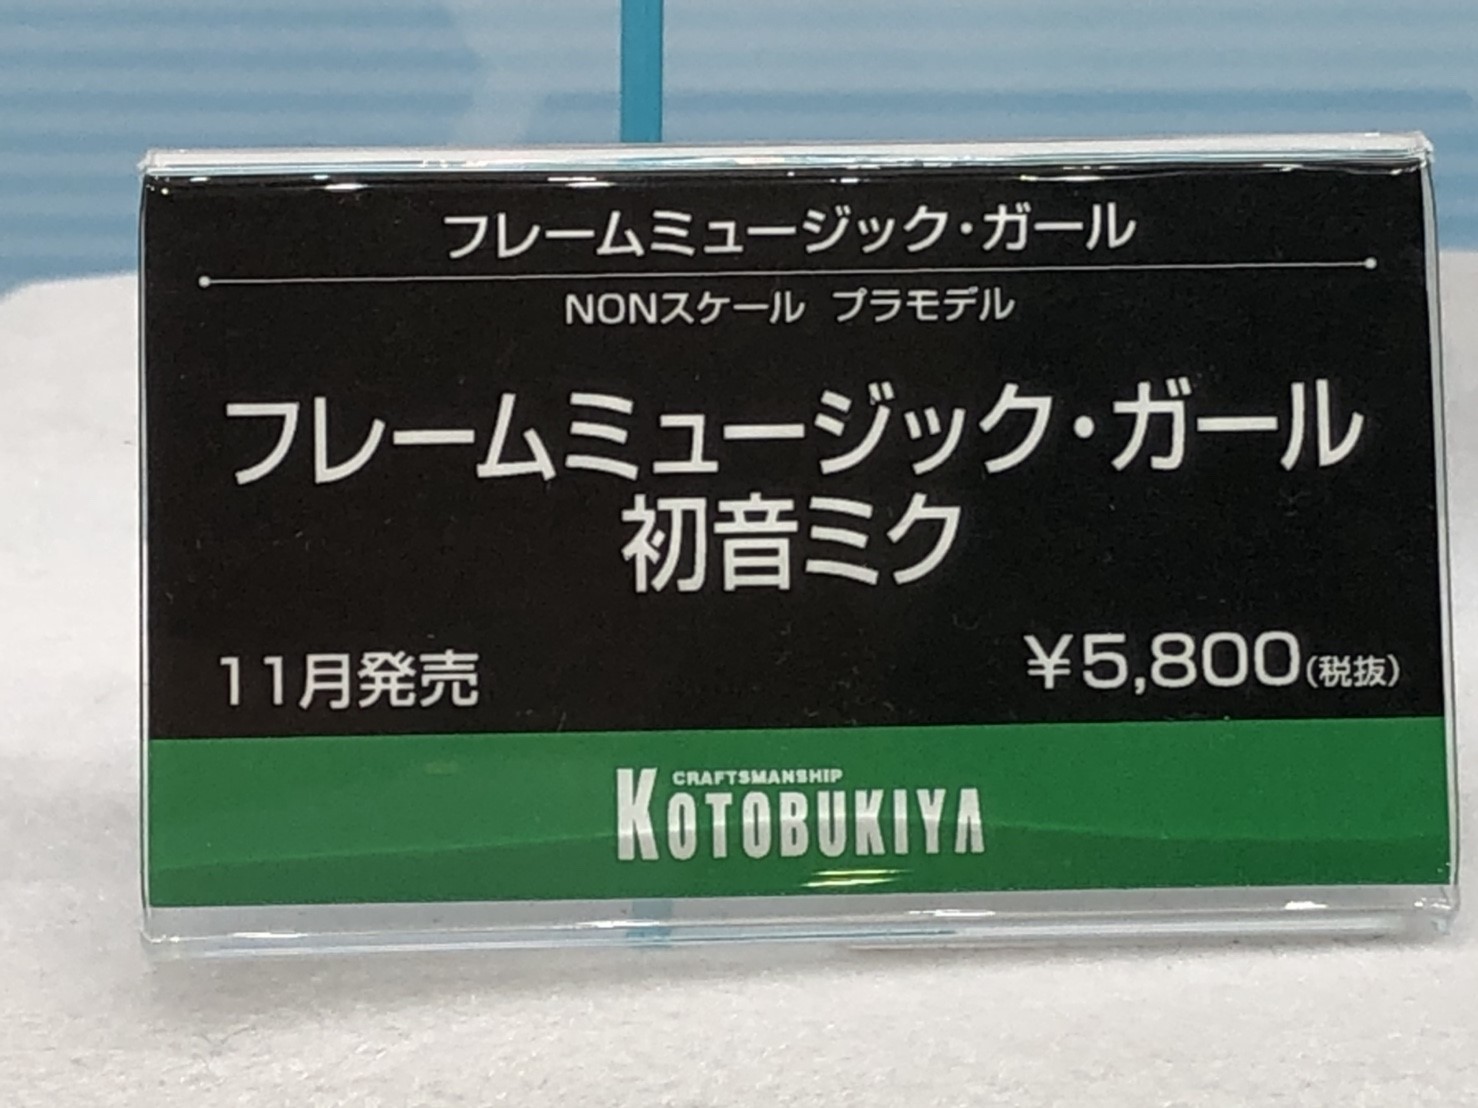 フレームミュージック・ガール
NONスケール プラモデル
フレームミュージック・ガール
初音ミク
11月発売
¥5,800(税抜)
CRAFTSMANSHIP
KOTOBUKIYA